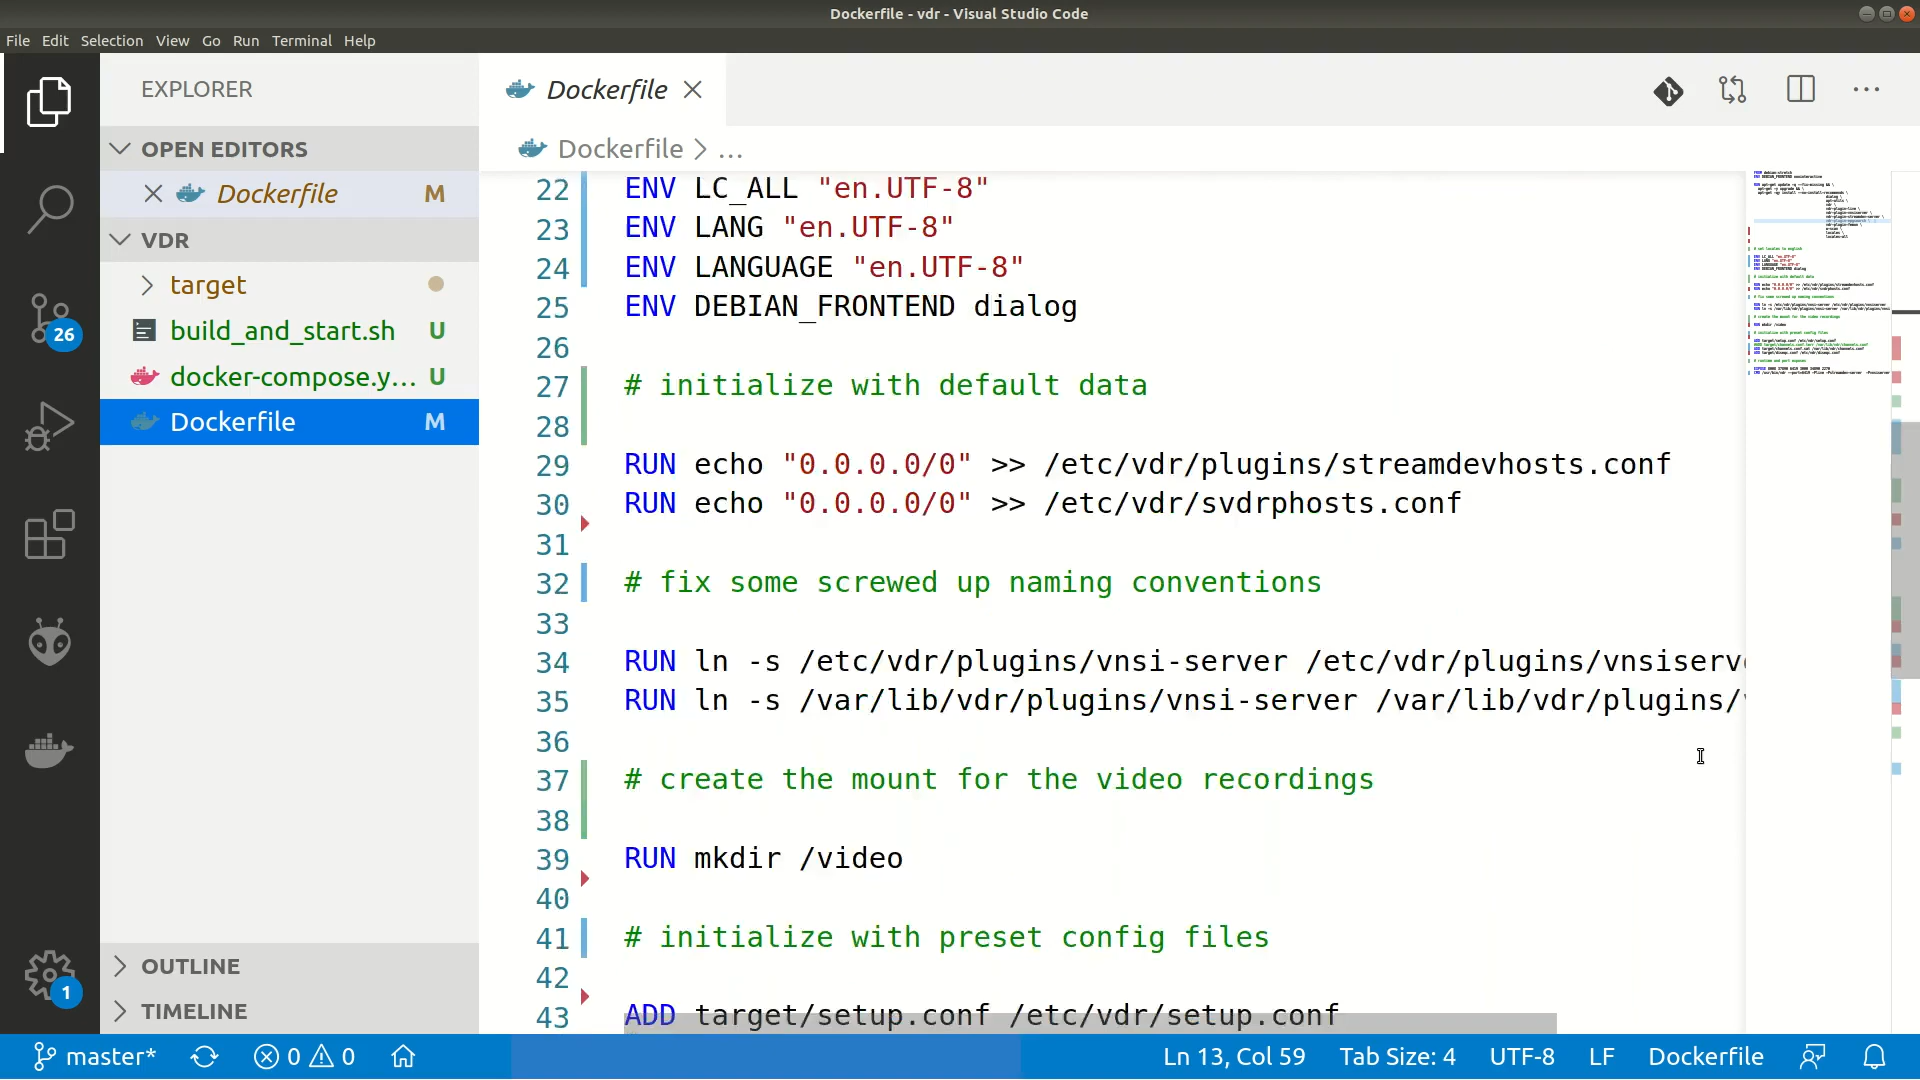 Dockerfile - vdr - Visual Studio Code
File Edit Selection View Go Run Terminal Help
EXPLORER
OPEN EDITORS
Dockerfile M
VDR
target
build_and_start.sh U
docker-compose.y... U
Dockerfile M
OUTLINE
TIMELINE
26
1
Dockerfile
Dockerfile > ...
22 ENV LC_ALL "en.UTF-8"
23 ENV LANG "en.UTF-8"
24 ENV LANGUAGE "en.UTF-8"
25 ENV DEBIAN_FRONTEND dialog
26
27 # initialize with default data
28
29 RUN echo "0.0.0.0/0" >> /etc/vdr/plugins/streamdevhosts.conf
30 RUN echo "0.0.0.0/0" >> /etc/vdr/svdrphosts.conf
31
32 # fix some screwed up naming conventions
33
34 RUN ln -s /etc/vdr/plugins/vnsi-server /etc/vdr/plugins/vnsiserv
35 RUN ln -s /var/lib/vdr/plugins/vnsi-server /var/lib/vdr/plugins/
36
37 # create the mount for the video recordings
38
39 RUN mkdir /video
40
41 # initialize with preset config files
42
43 ADD target/setup.conf /etc/vdr/setup.conf
master* 0 0 Ln 13, Col 59 Tab Size: 4 UTF-8 LF Dockerfile